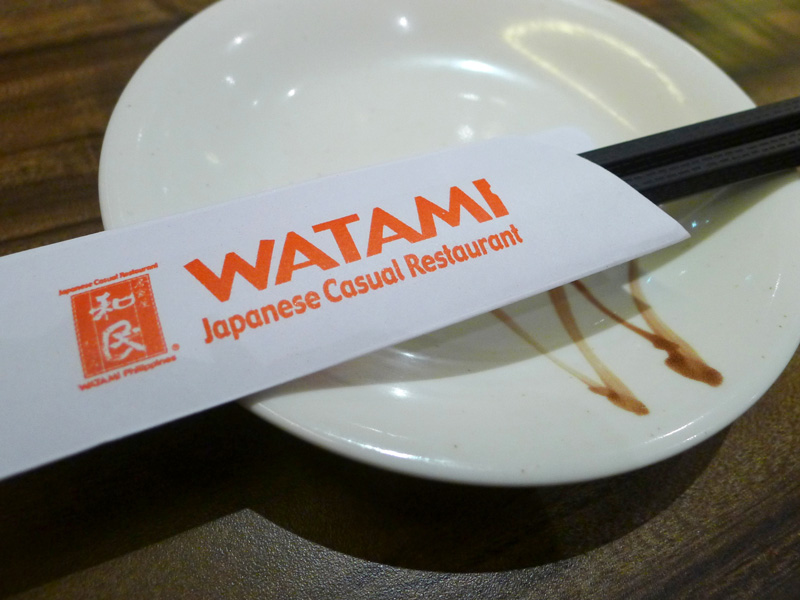 Japanese Casual Restaurant
和民
WATAMI Philippines
®
WATAMI
Japanese Casual Restaurant